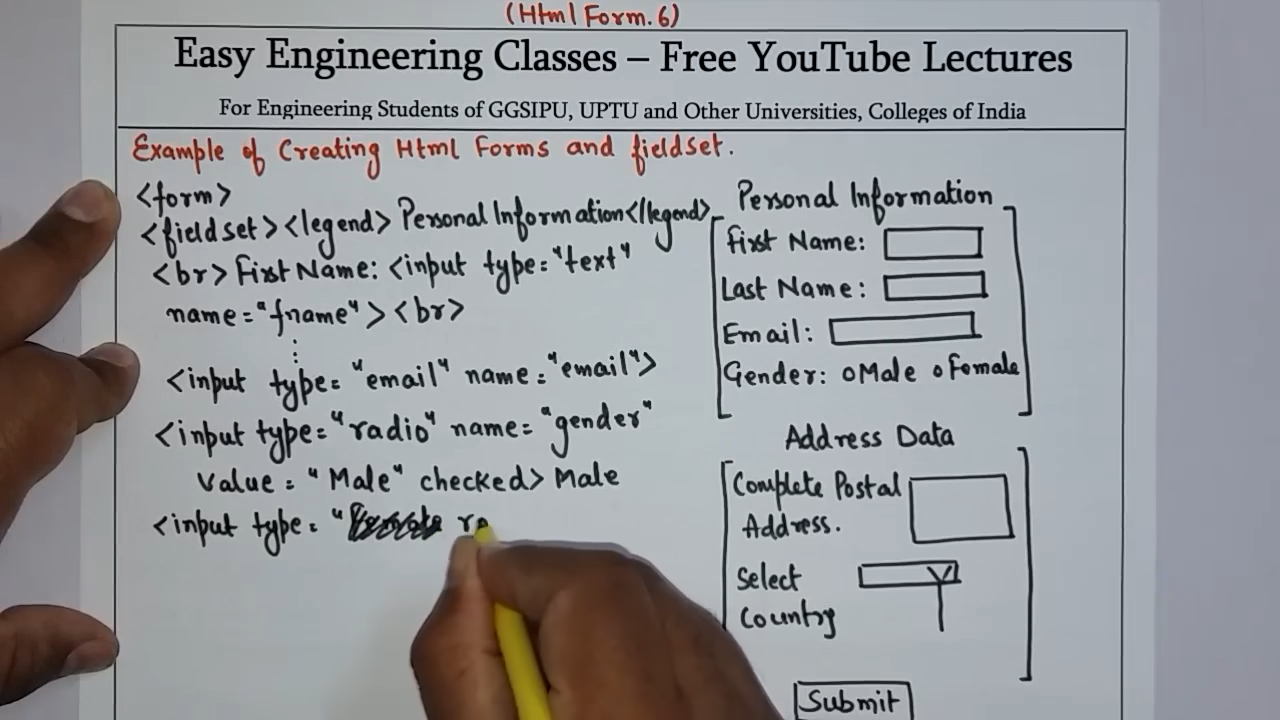 (Html Form. 6)
Easy Engineering Classes – Free YouTube Lectures
For Engineering Students of GGSIPU, UPTU and Other Universities, Colleges of India
Example of Creating Html Forms and fieldset.
<form>
<fieldset><legend> Personal Information</legend>
<br> First Name: <input type="text"
name="fname"><br>
<input type= "email" name="email">
<input type="radio" name= "gender"
Value = "Male" checked> Male
<input type= "
Personal Information
First Name:
Last Name:
Email:
Gender: oMale oFemale
Address Data
Complete Postal
Address.
Select
Country
Submit